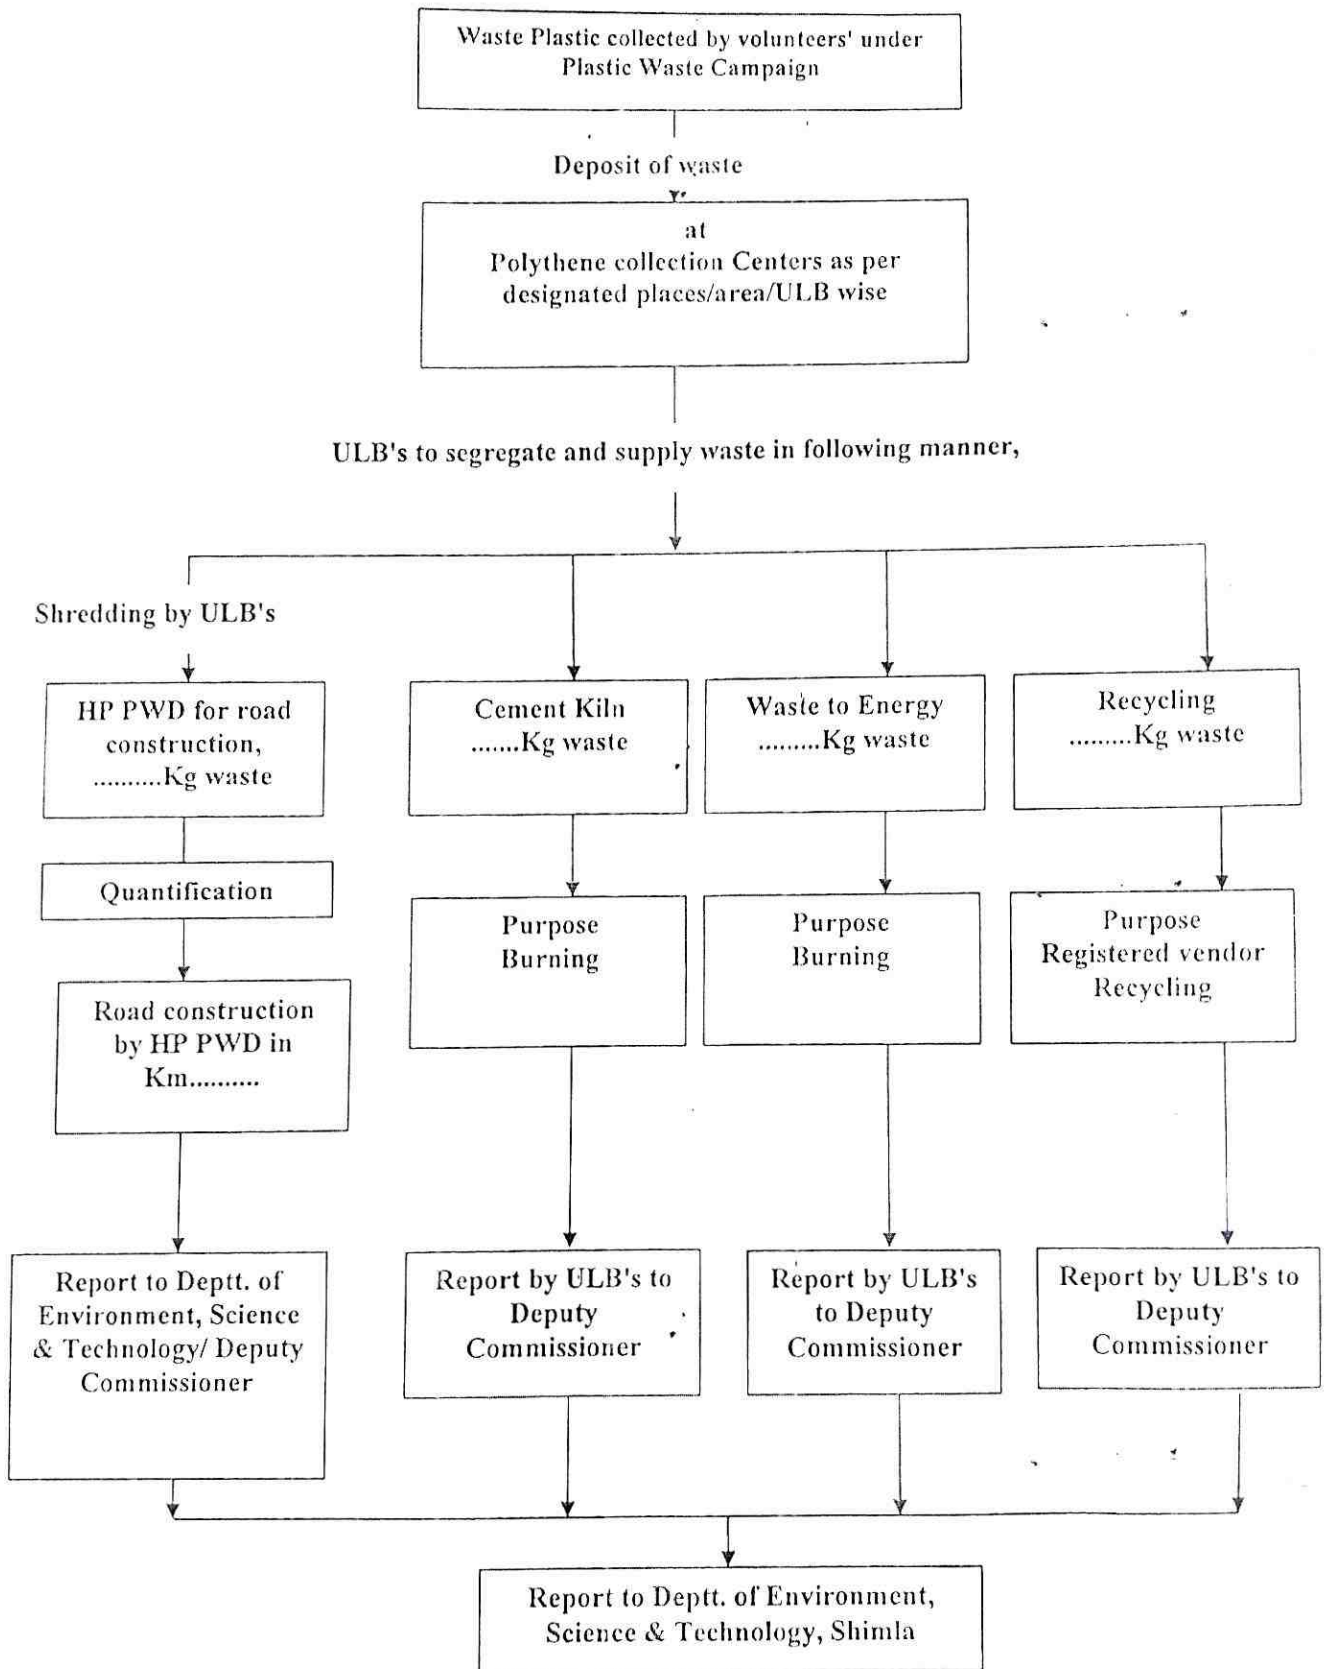 Waste Plastic collected by volunteers' under
Plastic Waste Campaign
Deposit of waste
at
Polythene collection Centers as per
designated places/area/ULB wise
ULB's to segregate and supply waste in following manner,
Shredding by ULB's
HP PWD for road
construction,
..........Kg waste
Quantification
Road construction
by HP PWD in
Km..........
Report to Deptt. of
Environment, Science
& Technology/ Deputy
Commissioner
Cement Kiln
.......Kg waste
Purpose
Burning
Report by ULB's to
Deputy
Commissioner
Waste to Energy
.........Kg waste
Purpose
Burning
Report by ULB's
to Deputy
Commissioner
Recycling
.........Kg waste
Purpose
Registered vendor
Recycling
Report by ULB's to
Deputy
Commissioner
Report to Deptt. of Environment,
Science & Technology, Shimla